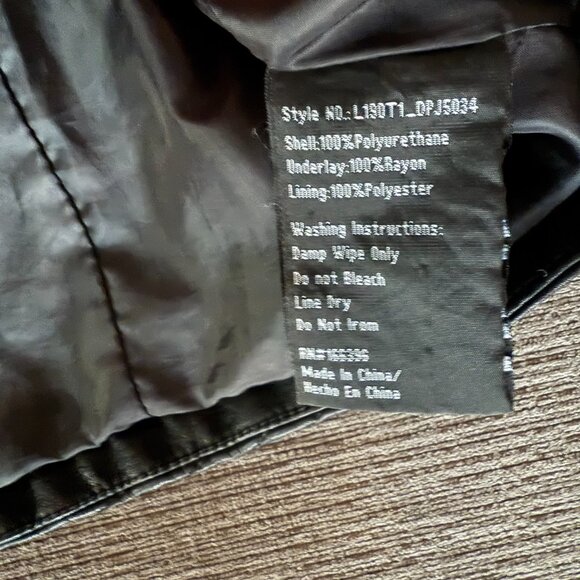 Style NO.:L190T1_DPJ5034
Shell:100%Polyurethane
Underlay:100%Rayon
Lining:100%Polyester
Washing Instructions:
Damp Wipe Only
Do not Bleach
Line Dry
Do Not Irom
RN#166396
Made In China/
Hecho En China